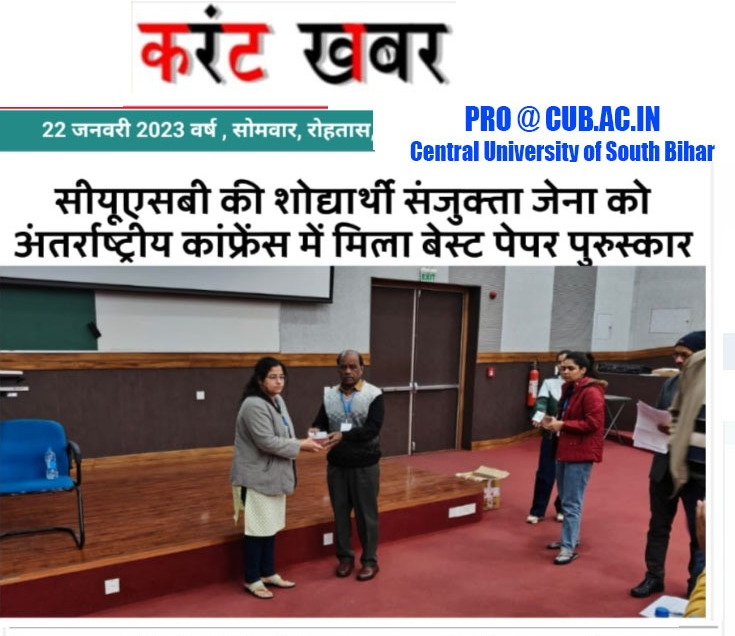 करंट खबर
22 जनवरी 2023 वर्ष , सोमवार, रोहतास,
PRO @ CUB.AC.IN
Central University of South Bihar
सीयूएसबी की शोद्यार्थी संजुक्ता जेना को
अंतर्राष्ट्रीय कांफ्रेंस में मिला बेस्ट पेपर पुरुस्कार
EXIT